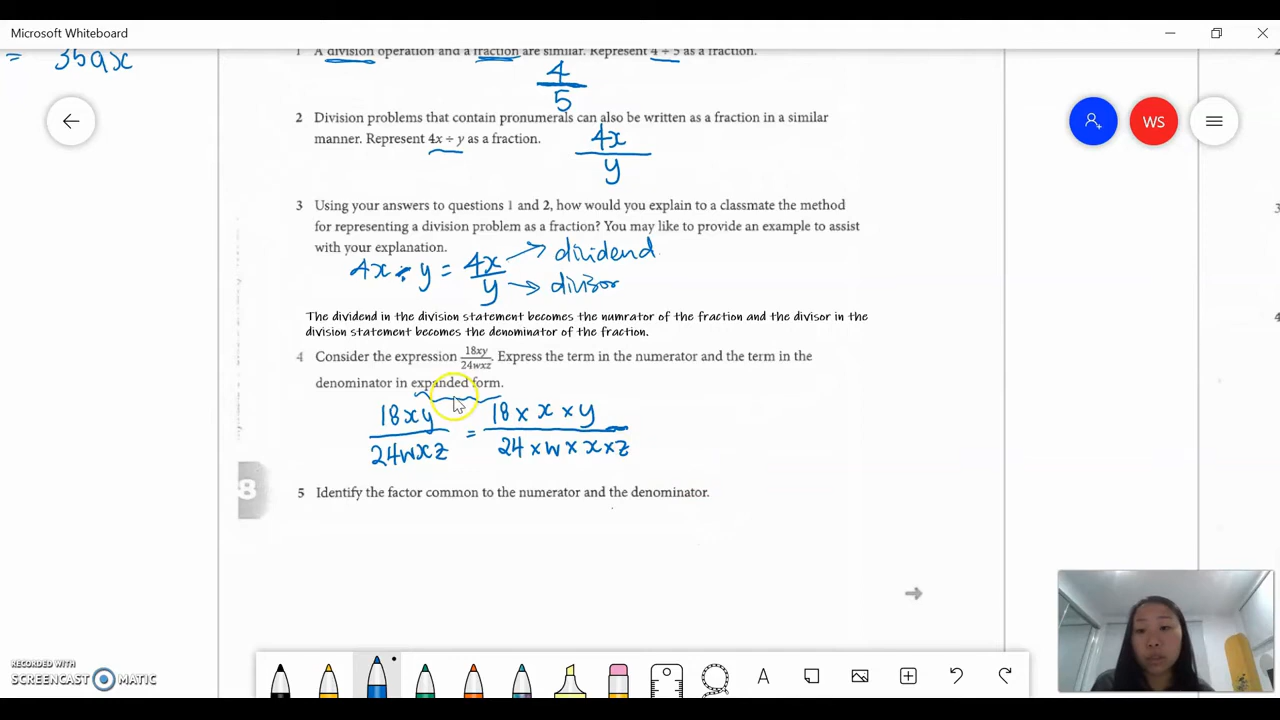 Microsoft Whiteboard
= 35ax
1 A division operation and a fraction are similar. Represent 4 ÷ 5 as a fraction.
4
5
2 Division problems that contain pronumerals can also be written as a fraction in a similar
manner. Represent 4x ÷ y as a fraction.
4x
y
WS
3 Using your answers to questions 1 and 2, how would you explain to a classmate the method
for representing a division problem as a fraction? You may like to provide an example to assist
with your explanation.
4x ÷ y = 4x → dividend
y → divisor
The dividend in the division statement becomes the numrator of the fraction and the divisor in the
division statement becomes the denominator of the fraction.
4 Consider the expression 18xy/24wxz. Express the term in the numerator and the term in the
denominator in expanded form.
18xy = 18 × x × y
24wxz 24 × w × x × z
8
5 Identify the factor common to the numerator and the denominator.
→
RECORDED WITH
SCREENCAST MATIC
A